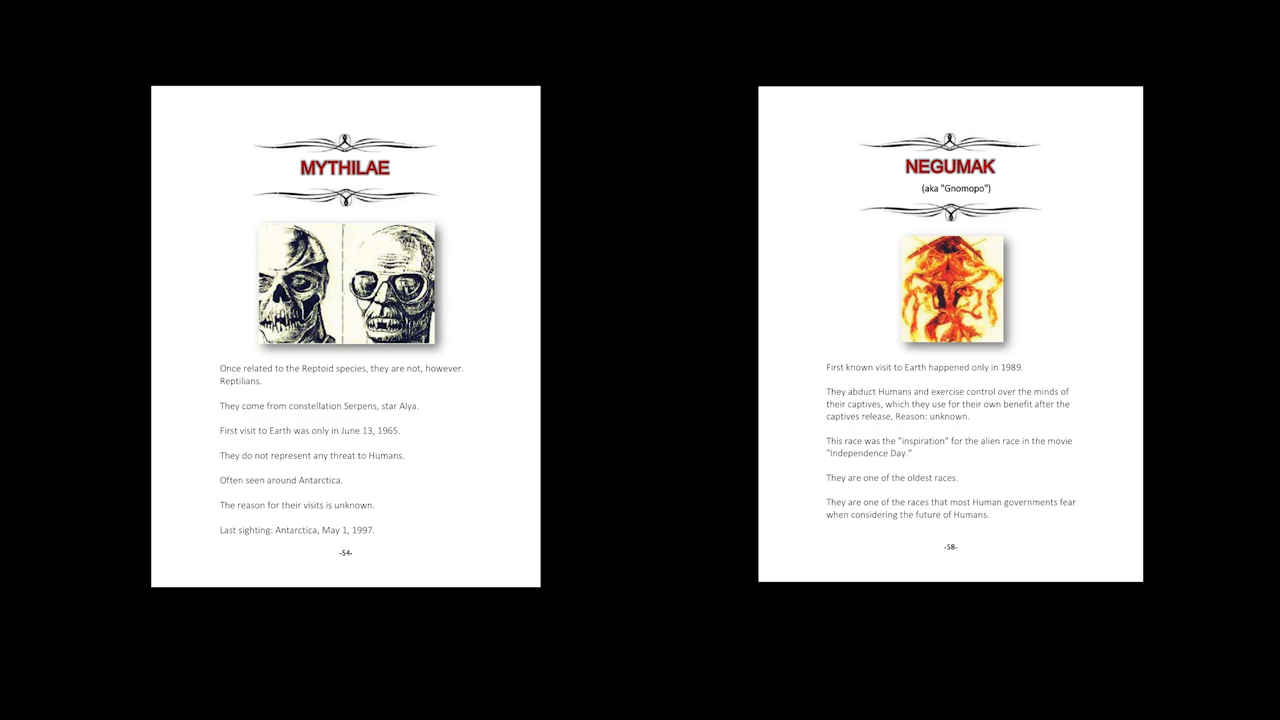 MYTHILAE
Once related to the Reptoid species, they are not, however.
Reptilians.
They come from constellation Serpens, star Alya.
First visit to Earth was only in June 13, 1965.
They do not represent any threat to Humans.
Often seen around Antarctica.
The reason for their visits is unknown.
Last sighting: Antarctica, May 1, 1997.
-54-
NEGUMAK
(aka "Gnomopo")
First known visit to Earth happened only in 1989.
They abduct Humans and exercise control over the minds of
their captives, which they use for their own benefit after the
captives release, Reason: unknown.
This race was the "inspiration" for the alien race in the movie
"Independence Day."
They are one of the oldest races.
They are one of the races that most Human governments fear
when considering the future of Humans.
-58-